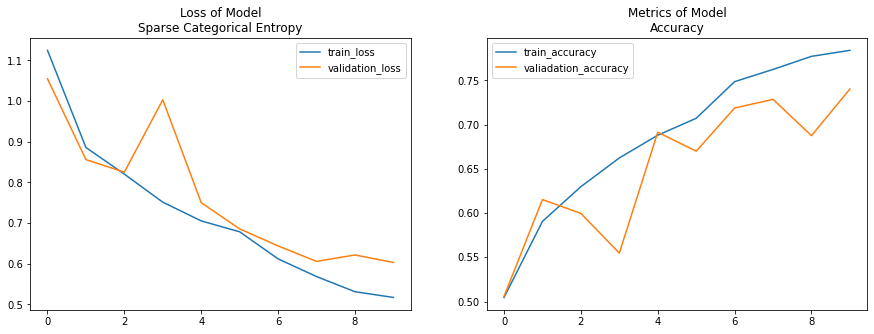 Loss of Model
Sparse Categorical Entropy
train_loss
validation_loss
1.1
1.0
0.9
0.8
0.7
0.6
0.5
0 2 4 6 8
Metrics of Model
Accuracy
train_accuracy
valiadation_accuracy
0.75
0.70
0.65
0.60
0.55
0.50
0 2 4 6 8